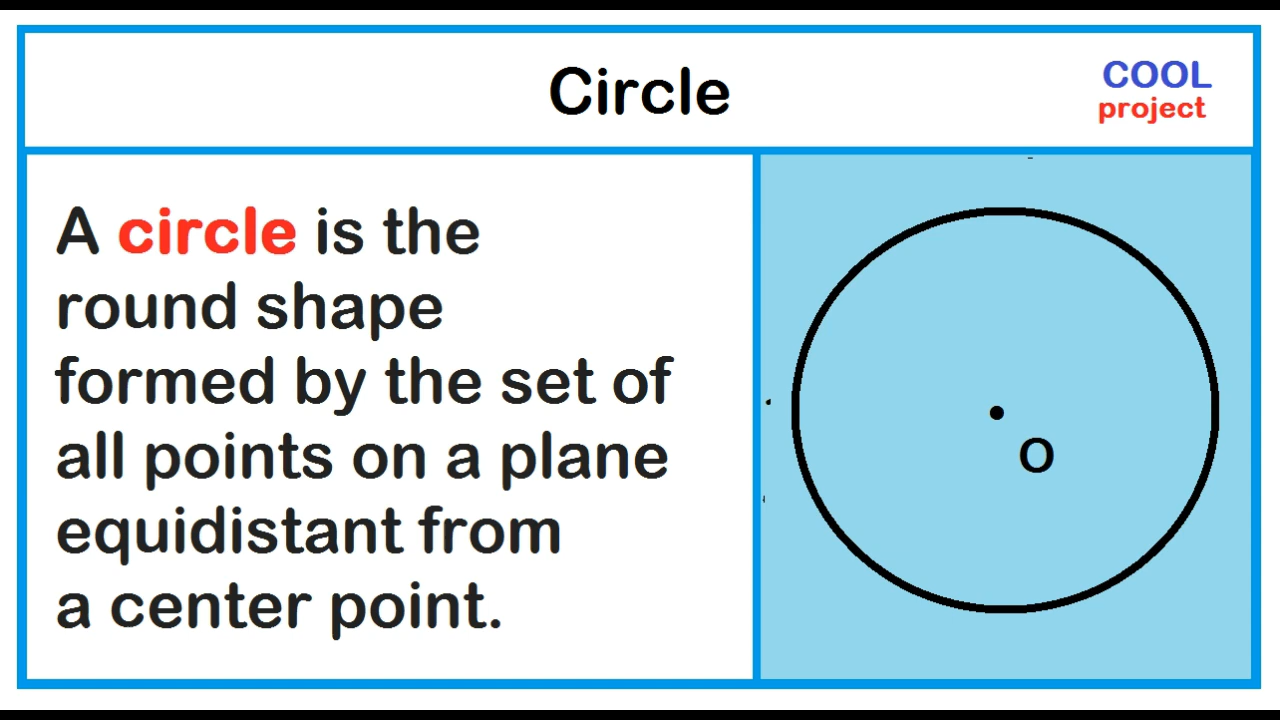 Circle
COOL
project
A circle is the
round shape
formed by the set of
all points on a plane
equidistant from
a center point.
O